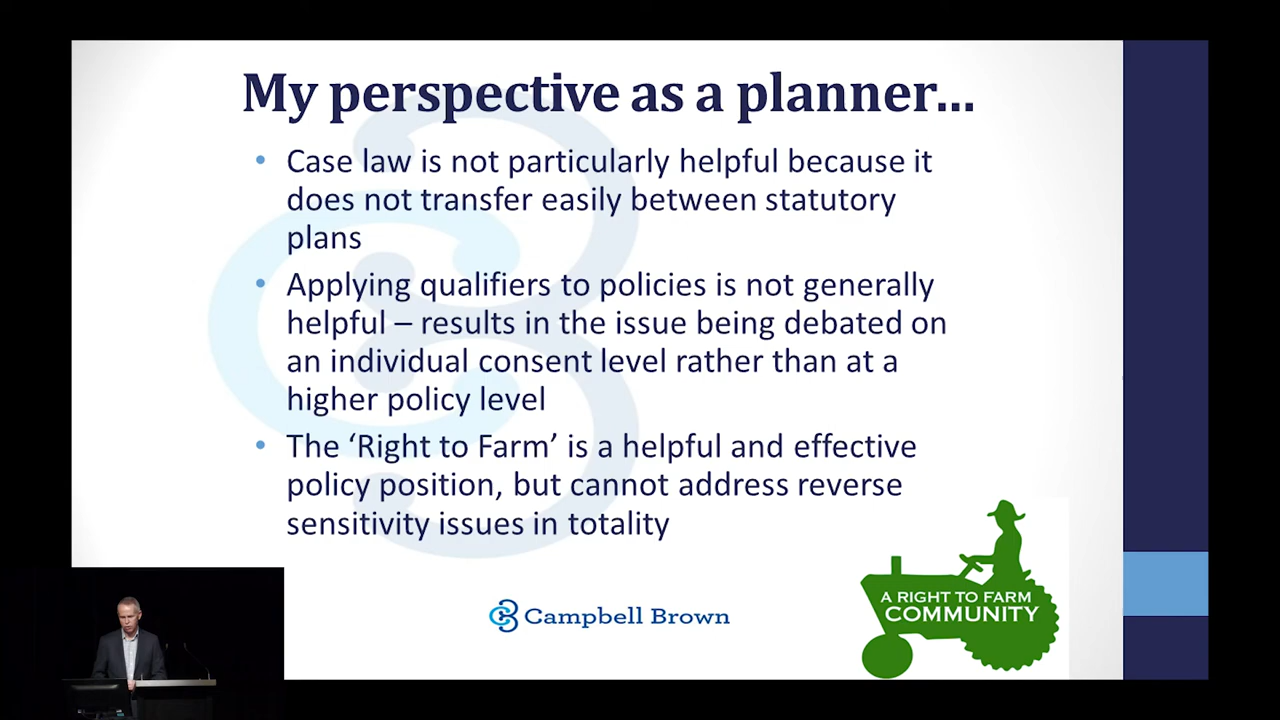 My perspective as a planner...
• Case law is not particularly helpful because it
does not transfer easily between statutory
plans
• Applying qualifiers to policies is not generally
helpful – results in the issue being debated on
an individual consent level rather than at a
higher policy level
• The ‘Right to Farm’ is a helpful and effective
policy position, but cannot address reverse
sensitivity issues in totality
A RIGHT TO FARM
COMMUNITY
Campbell Brown